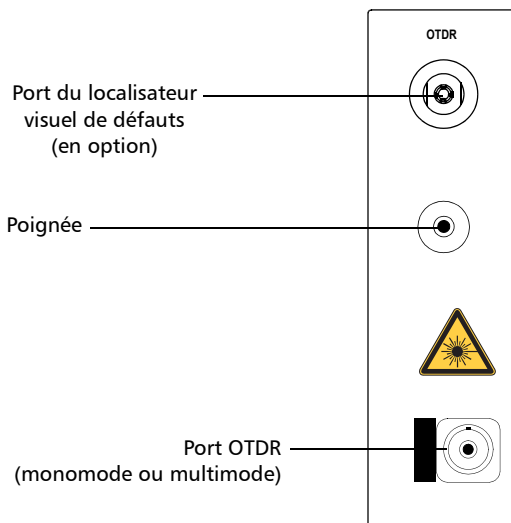 OTDR
Port du localisateur
visuel de défauts
(en option)
Poignée
Port OTDR
(monomode ou multimode)